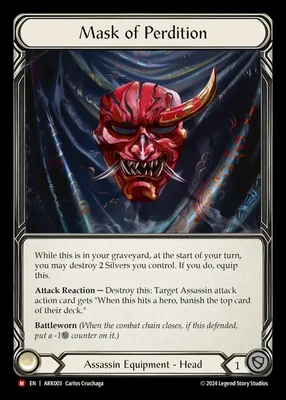 Mask of Perdition
While this is in your graveyard, at the start of your turn,
you may destroy 2 Silvers you control. If you do, equip
this.
Attack Reaction — Destroy this: Target Assassin attack
action card gets "When this hits a hero, banish the top card
of their deck."
Battleworn (When the combat chain closes, if this defended,
put a -1 counter on it.)
Assassin Equipment - Head
1
M EN | ARK003 Carlos Cruchaga
©2024 Legend Story Studios